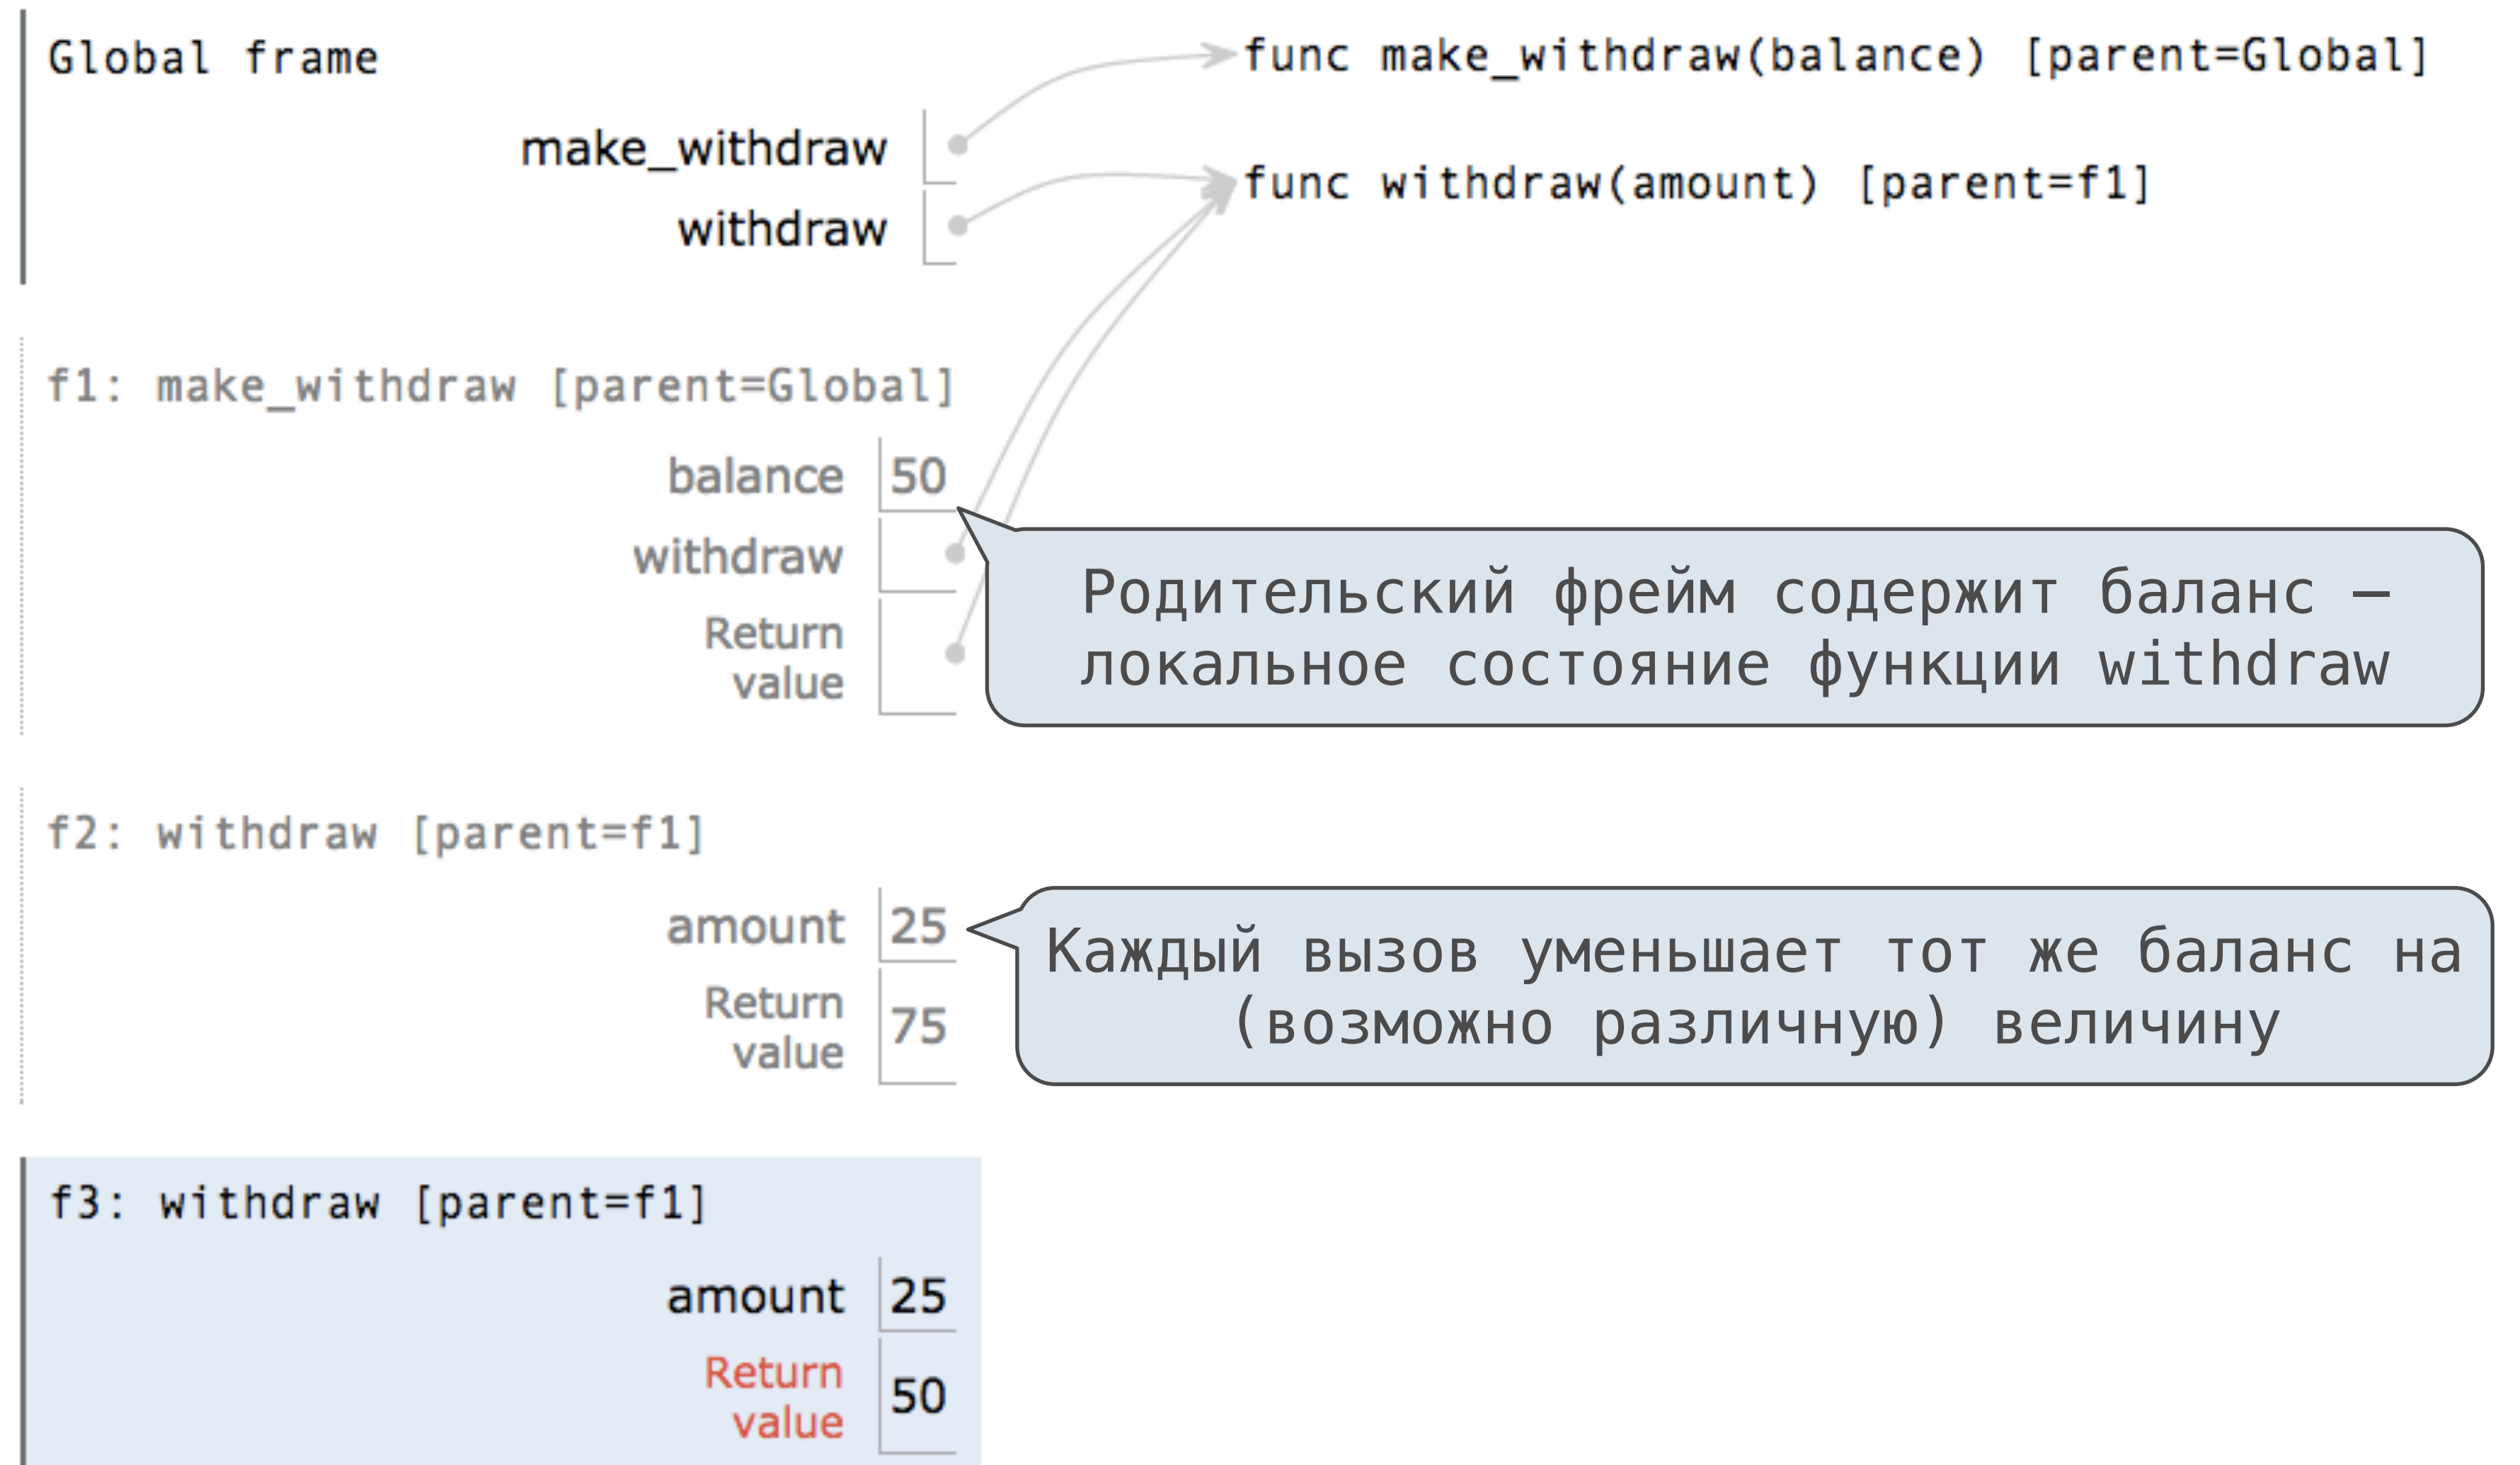 Global frame
func make_withdraw(balance) [parent=Global]
make_withdraw
func withdraw(amount) [parent=f1]
withdraw
f1: make_withdraw [parent=Global]
balance 50
withdraw
Return
value
Родительский фрейм содержит баланс –
локальное состояние функции withdraw
f2: withdraw [parent=f1]
amount 25
Return
value 75
Каждый вызов уменьшает тот же баланс на
(возможно различную) величину
f3: withdraw [parent=f1]
amount 25
Return
value 50